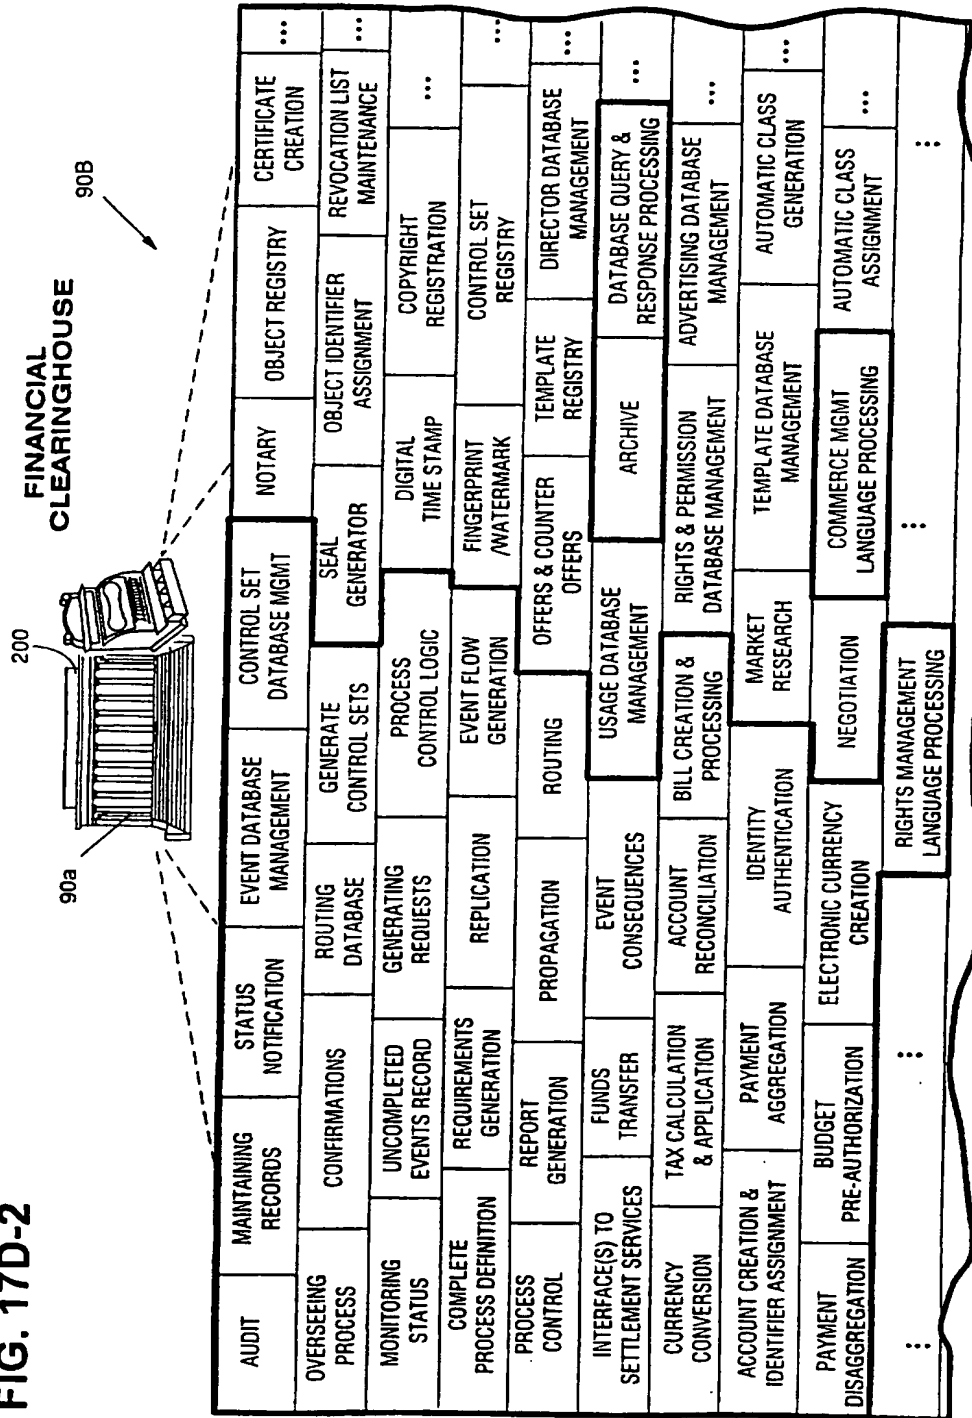 FIG. 17D-2
FINANCIAL
CLEARINGHOUSE
90a
200
90B
AUDIT
MAINTAINING
RECORDS
STATUS
NOTIFICATION
EVENT DATABASE
MANAGEMENT
CONTROL SET
DATABASE MGMT
NOTARY
OBJECT REGISTRY
CERTIFICATE
CREATION
...
OVERSEEING
PROCESS
CONFIRMATIONS
ROUTING
DATABASE
GENERATE
CONTROL SETS
SEAL
GENERATOR
OBJECT IDENTIFIER
ASSIGNMENT
REVOCATION LIST
MAINTENANCE
...
MONITORING
STATUS
UNCOMPLETED
EVENTS RECORD
GENERATING
REQUESTS
PROCESS
CONTROL LOGIC
DIGITAL
TIME STAMP
COPYRIGHT
REGISTRATION
...
COMPLETE
PROCESS DEFINITION
REQUIREMENTS
GENERATION
REPLICATION
EVENT FLOW
GENERATION
FINGERPRINT
/WATERMARK
CONTROL SET
REGISTRY
...
PROCESS
CONTROL
REPORT
GENERATION
PROPAGATION
ROUTING
OFFERS & COUNTER
OFFERS
TEMPLATE
REGISTRY
DIRECTOR DATABASE
MANAGEMENT
...
INTERFACE(S) TO
SETTLEMENT SERVICES
FUNDS
TRANSFER
EVENT
CONSEQUENCES
USAGE DATABASE
MANAGEMENT
ARCHIVE
DATABASE QUERY &
RESPONSE PROCESSING
...
CURRENCY
CONVERSION
TAX CALCULATION
& APPLICATION
ACCOUNT
RECONCILIATION
BILL CREATION &
PROCESSING
RIGHTS & PERMISSION
DATABASE MANAGEMENT
ADVERTISING DATABASE
MANAGEMENT
...
ACCOUNT CREATION &
IDENTIFIER ASSIGNMENT
PAYMENT
AGGREGATION
IDENTITY
AUTHENTICATION
MARKET
RESEARCH
TEMPLATE DATABASE
MANAGEMENT
AUTOMATIC CLASS
GENERATION
...
PAYMENT
DISAGGREGATION
BUDGET
PRE-AUTHORIZATION
ELECTRONIC CURRENCY
CREATION
NEGOTIATION
COMMERCE MGMT
LANGUAGE PROCESSING
AUTOMATIC CLASS
ASSIGNMENT
...
...
...
RIGHTS MANAGEMENT
LANGUAGE PROCESSING
...
...